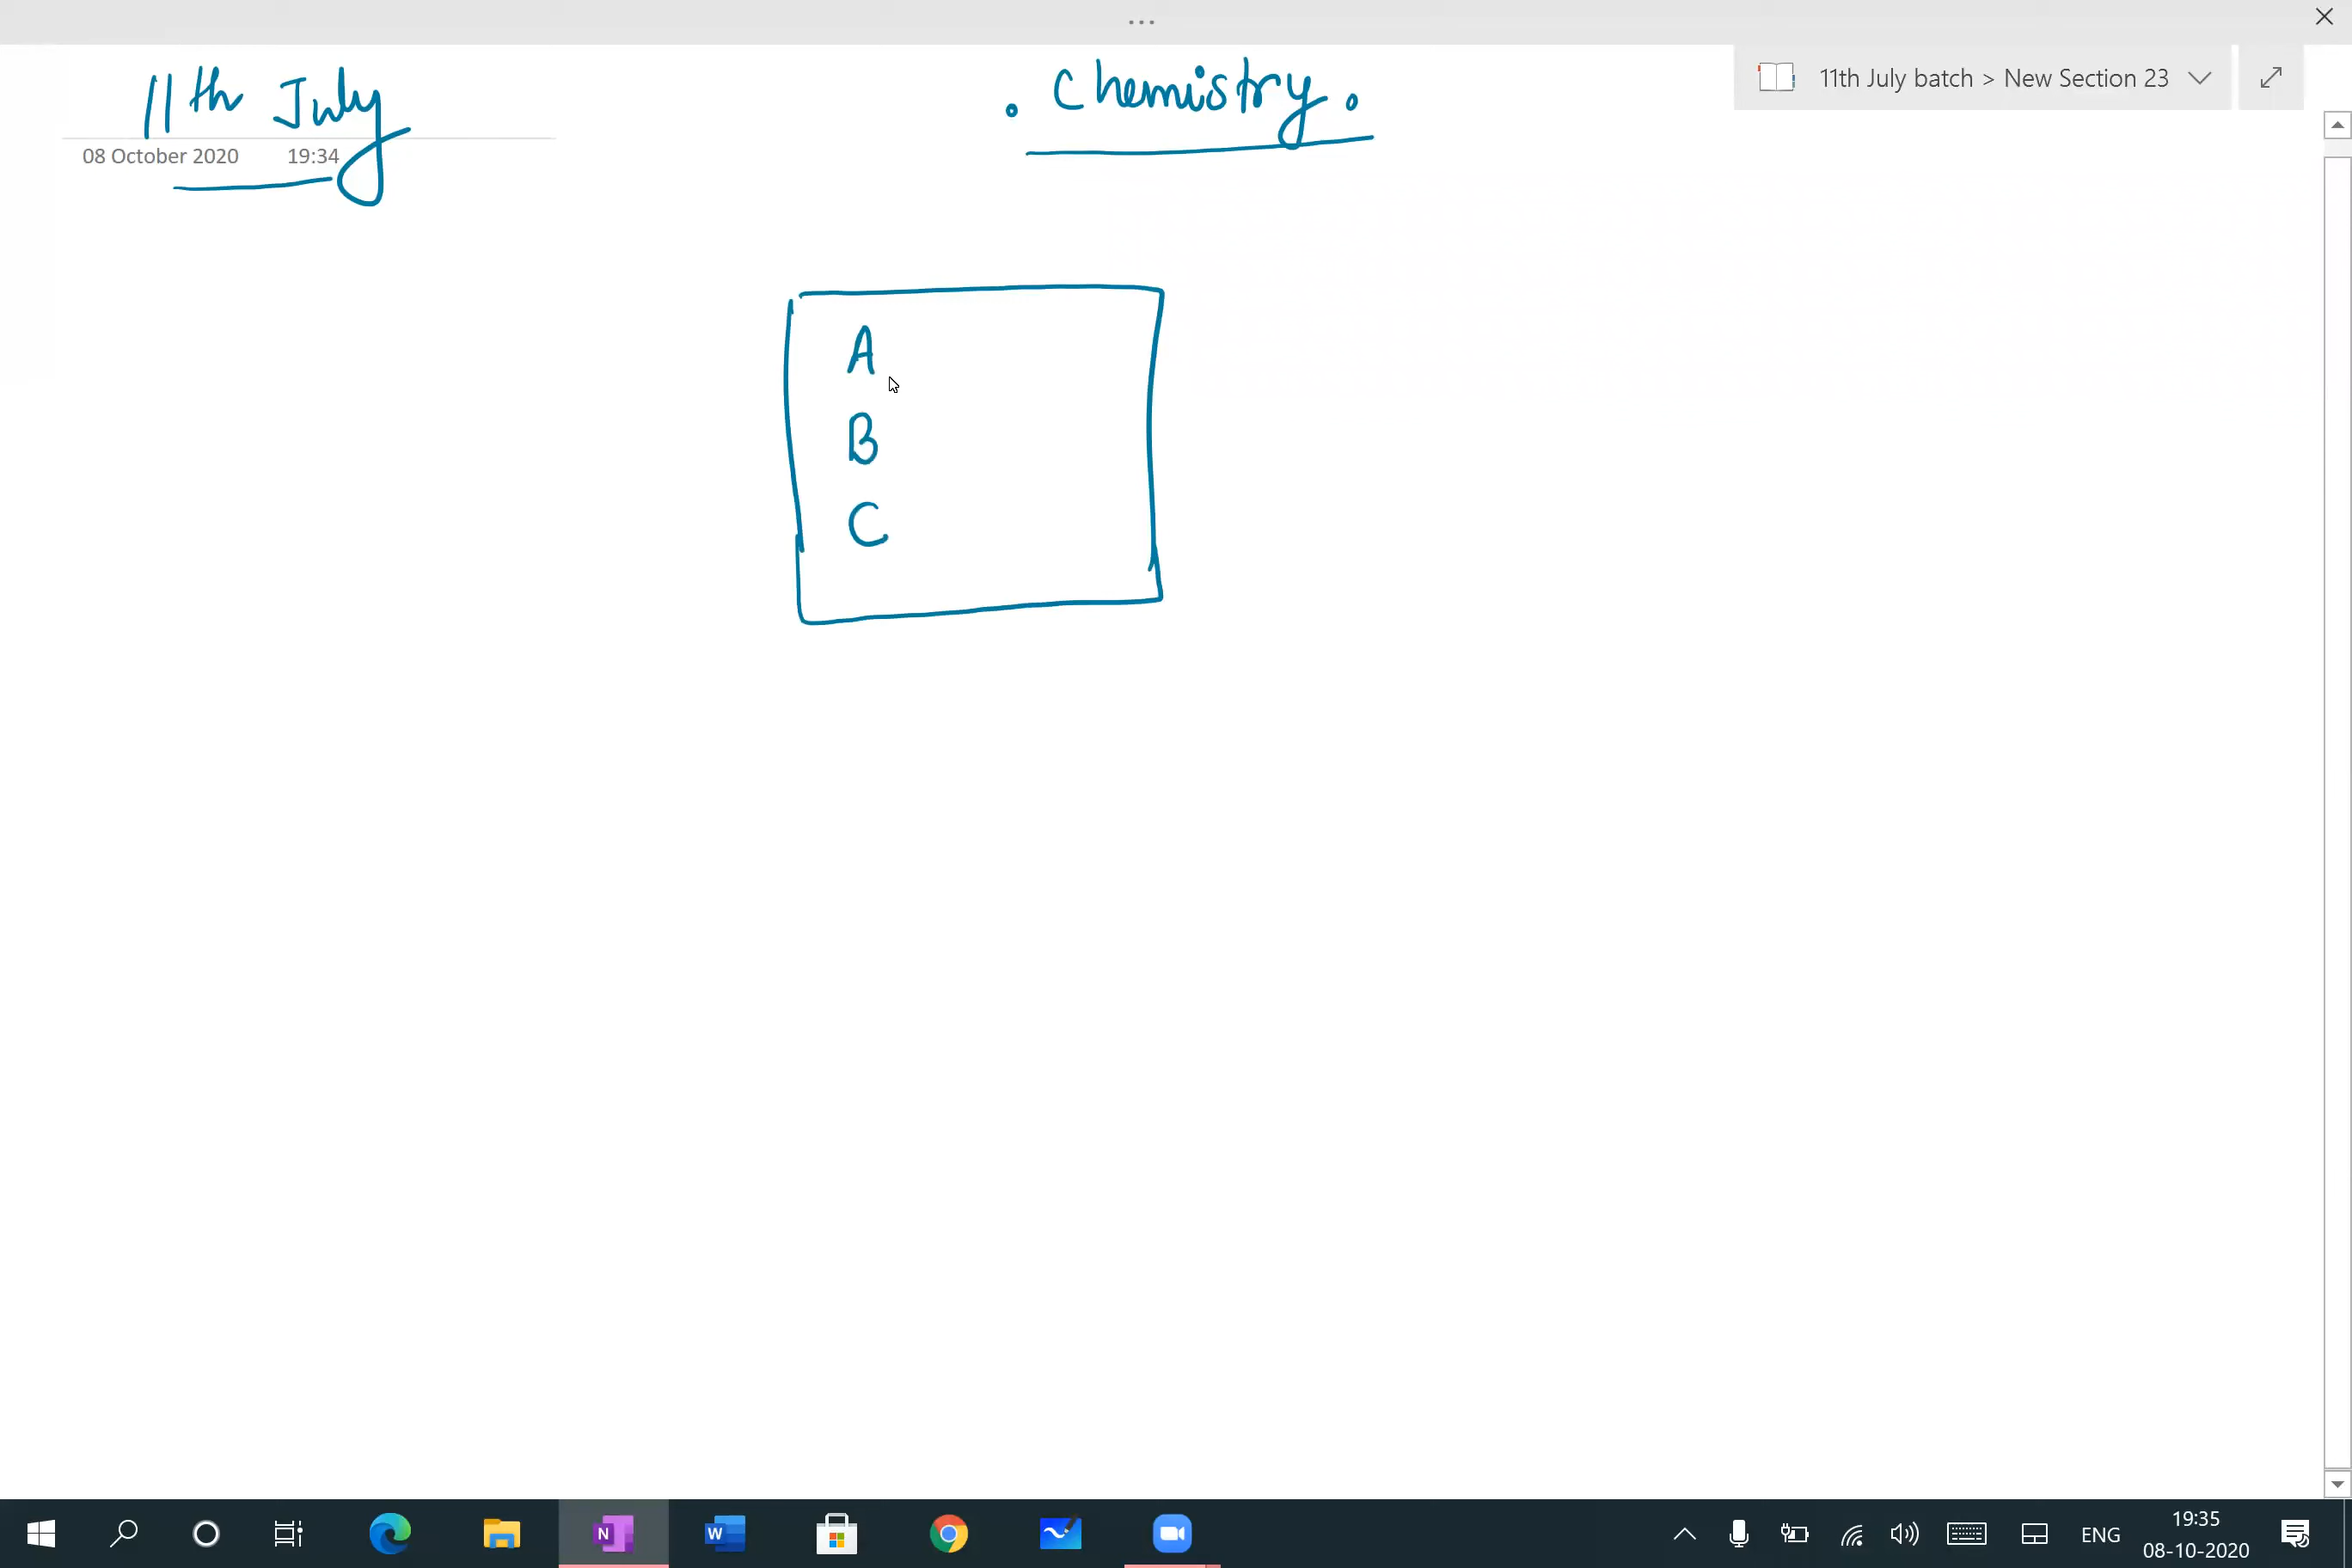 11th July
. Chemistry .
11th July batch > New Section 23
08 October 2020 19:34
A
B
C
ENG
19:35
08-10-2020